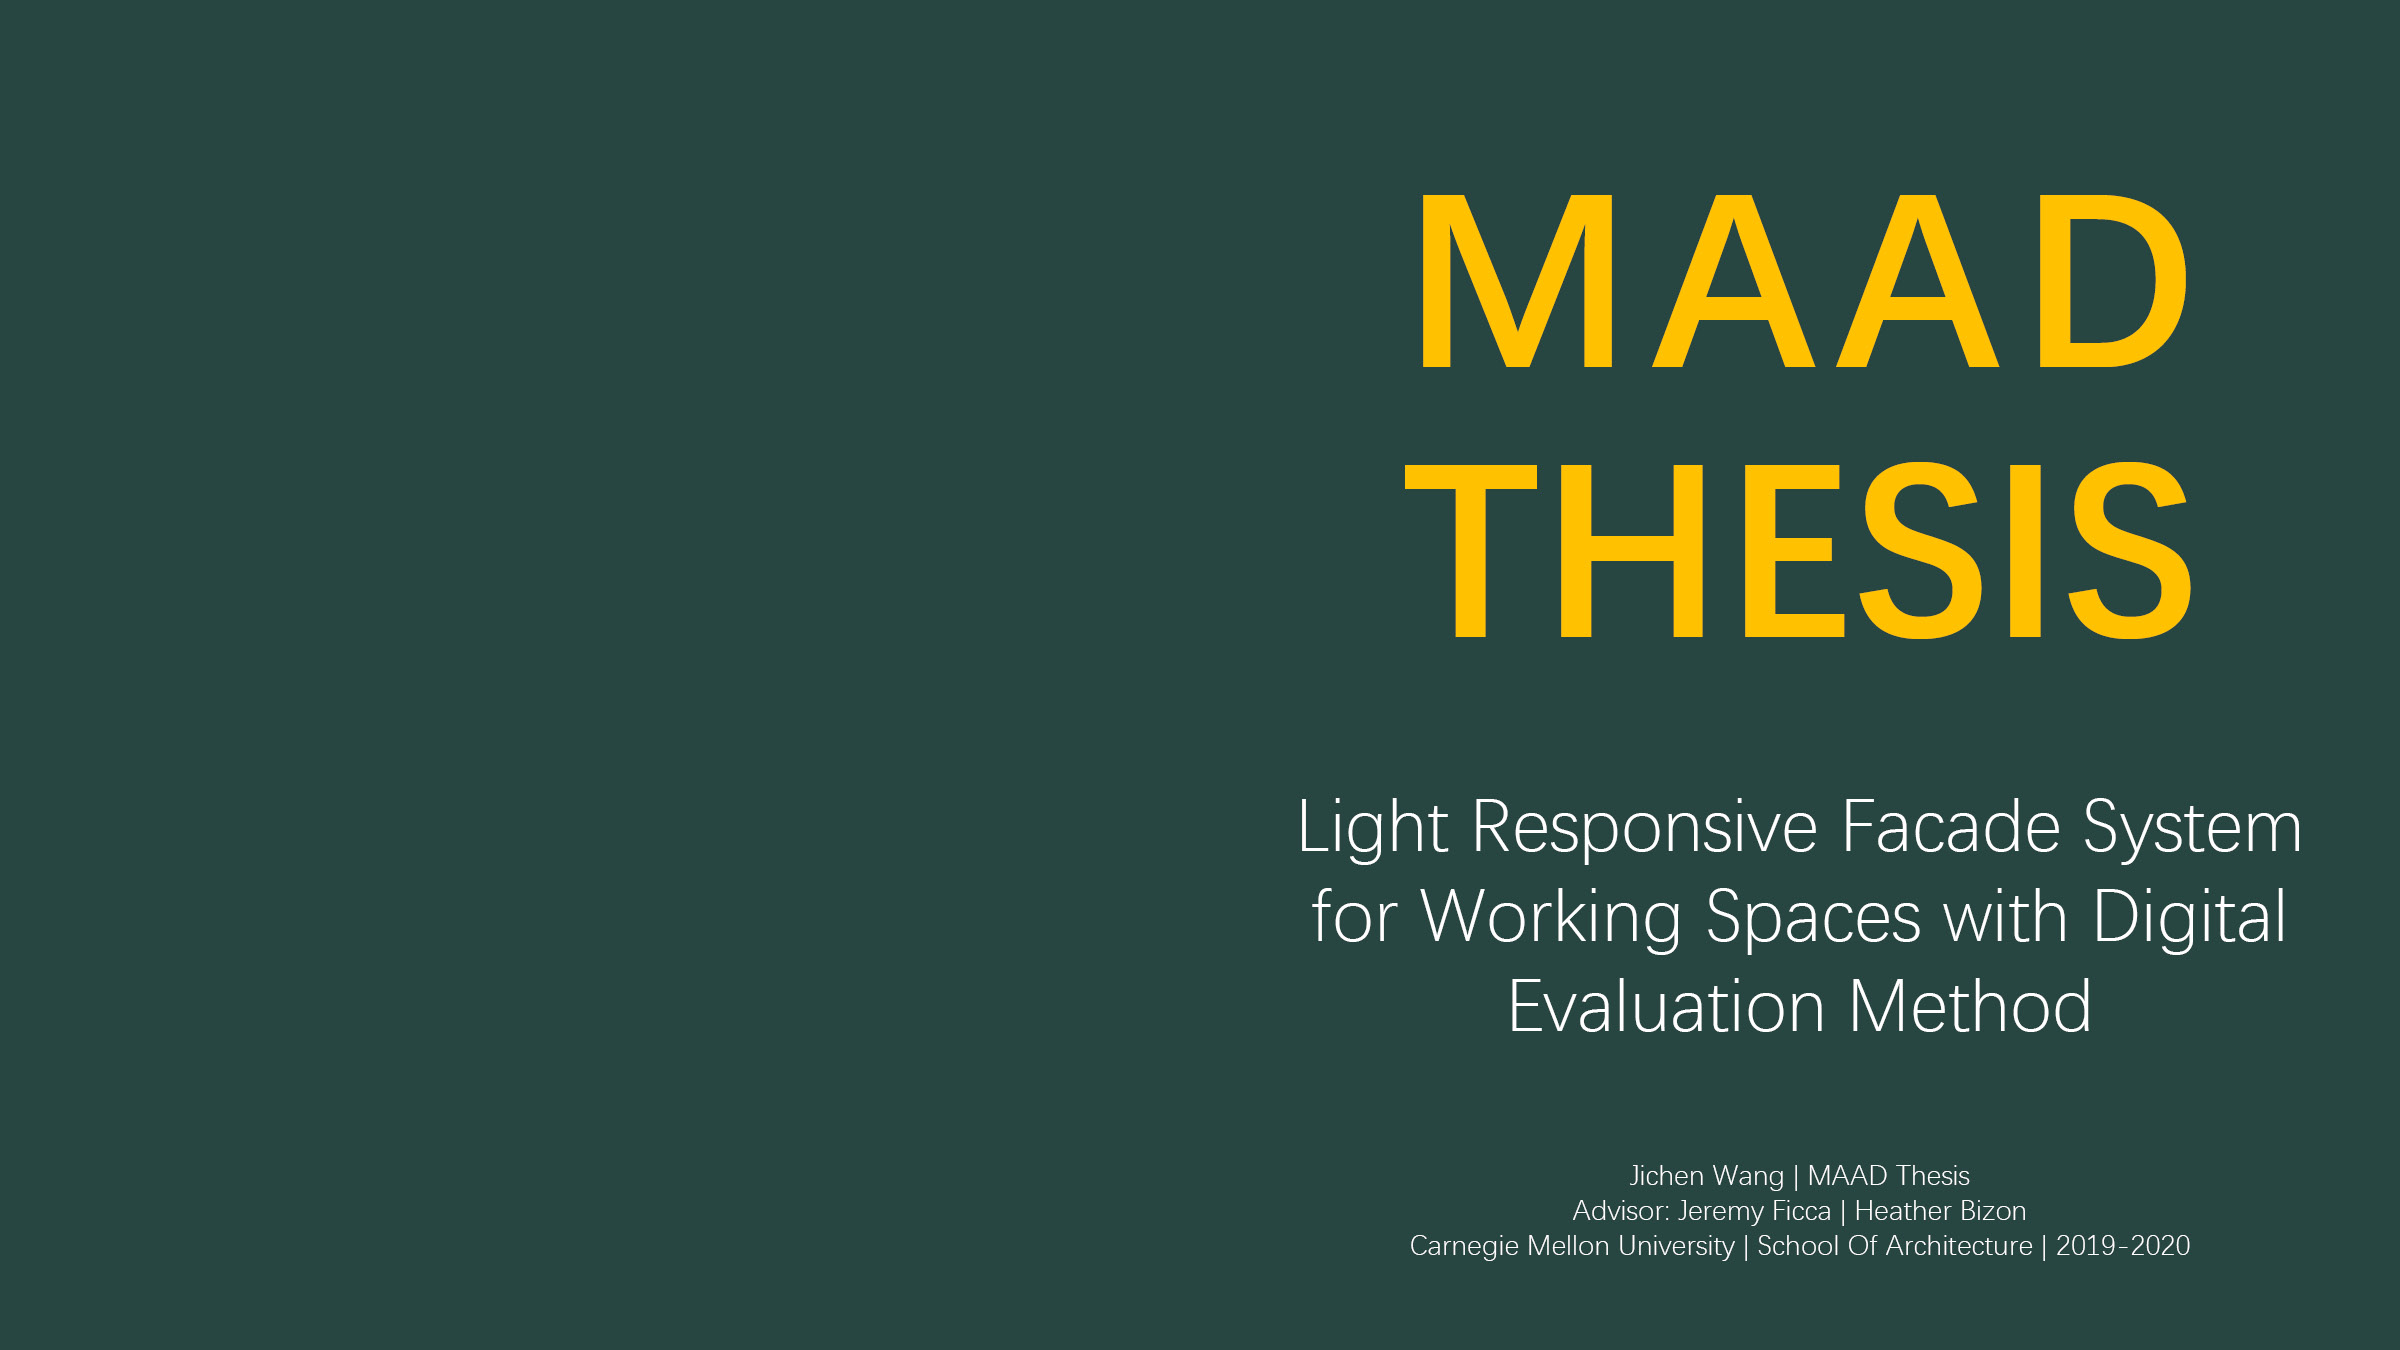 MAAD
THESIS
Light Responsive Facade System
for Working Spaces with Digital
Evaluation Method
Jichen Wang | MAAD Thesis
Advisor: Jeremy Ficca | Heather Bizon
Carnegie Mellon University | School Of Architecture | 2019-2020